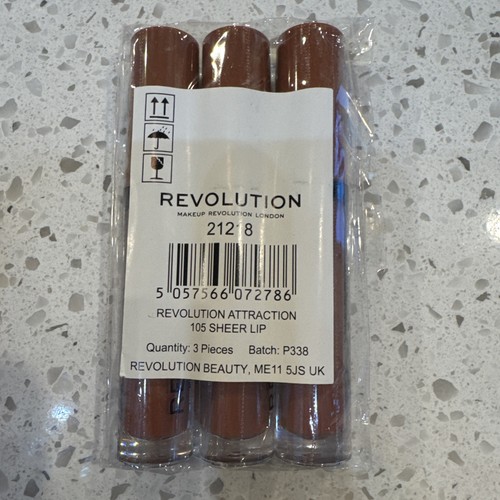 REVOLUTION
MAKEUP REVOLUTION LONDON
21218
5 057566 072786
REVOLUTION ATTRACTION
105 SHEER LIP
Quantity: 3 Pieces Batch: P338
REVOLUTION BEAUTY, ME11 5JS UK